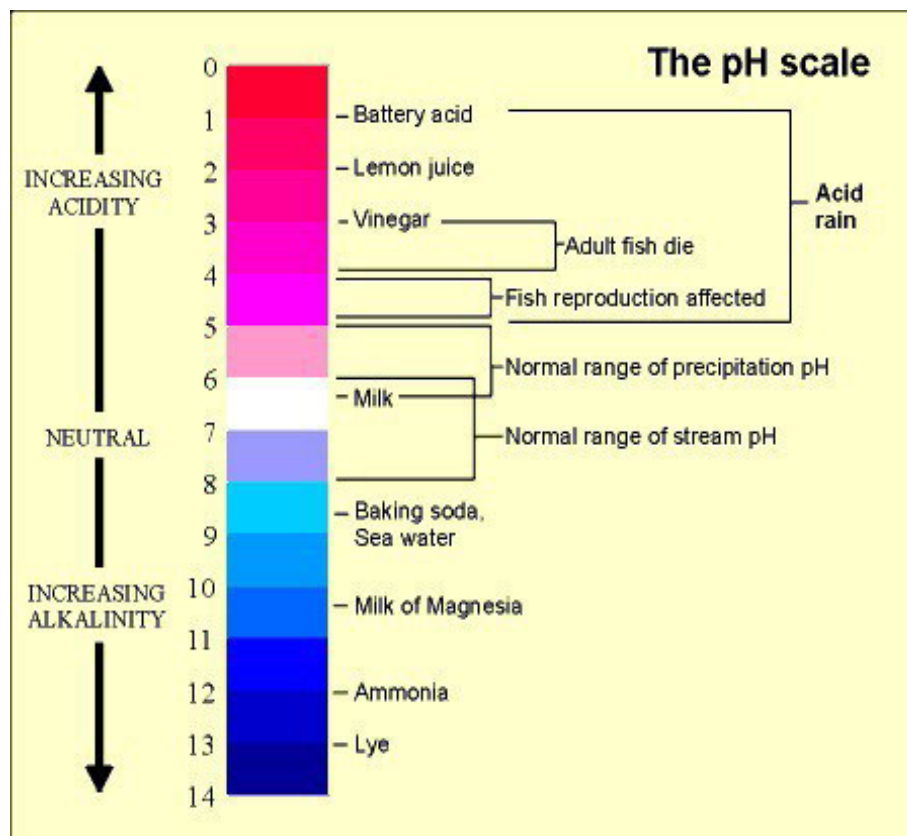 The pH scale
0
1
2
3
4
5
6
7
8
9
10
11
12
13
14
INCREASING
ACIDITY
NEUTRAL
INCREASING
ALKALINITY
Battery acid
Lemon juice
Vinegar
Adult fish die
Acid
rain
Fish reproduction affected
Normal range of precipitation pH
Milk
Normal range of stream pH
Baking soda,
Sea water
Milk of Magnesia
Ammonia
Lye